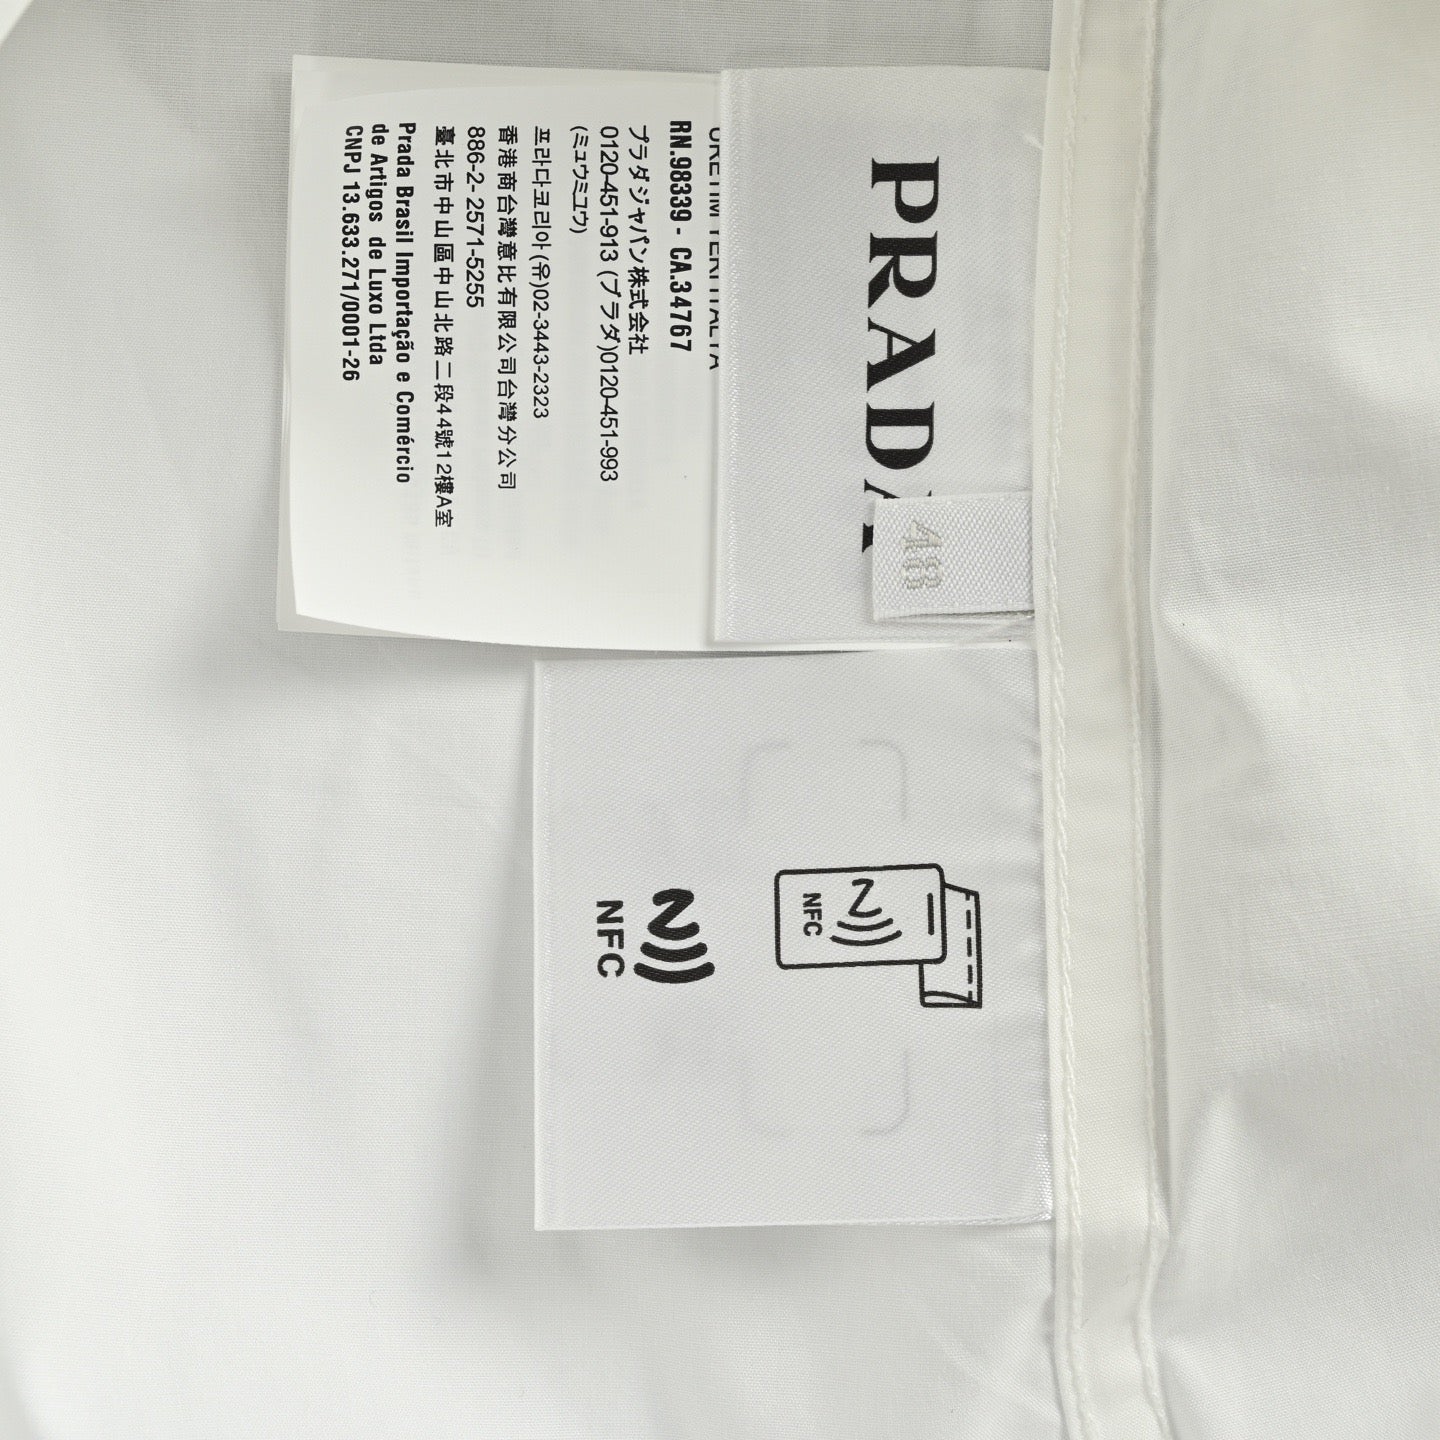 PRADA
48
ÜRETİM YERİ İTALYA
RN.98339 - CA.34767
プラダジャパン株式会社
0120-451-913 (プラダ)0120-451-993
(ミュウミュウ)
프라다코리아(유)02-3443-2323
香港商台灣意比有限公司台灣分公司
886-2- 2571-5255
臺北市中山區中山北路二段44號12樓A室
Prada Brasil Importação e Comércio
de Artigos de Luxo Ltda
CNPJ 13.633.271/0001-26
NFC
NFC